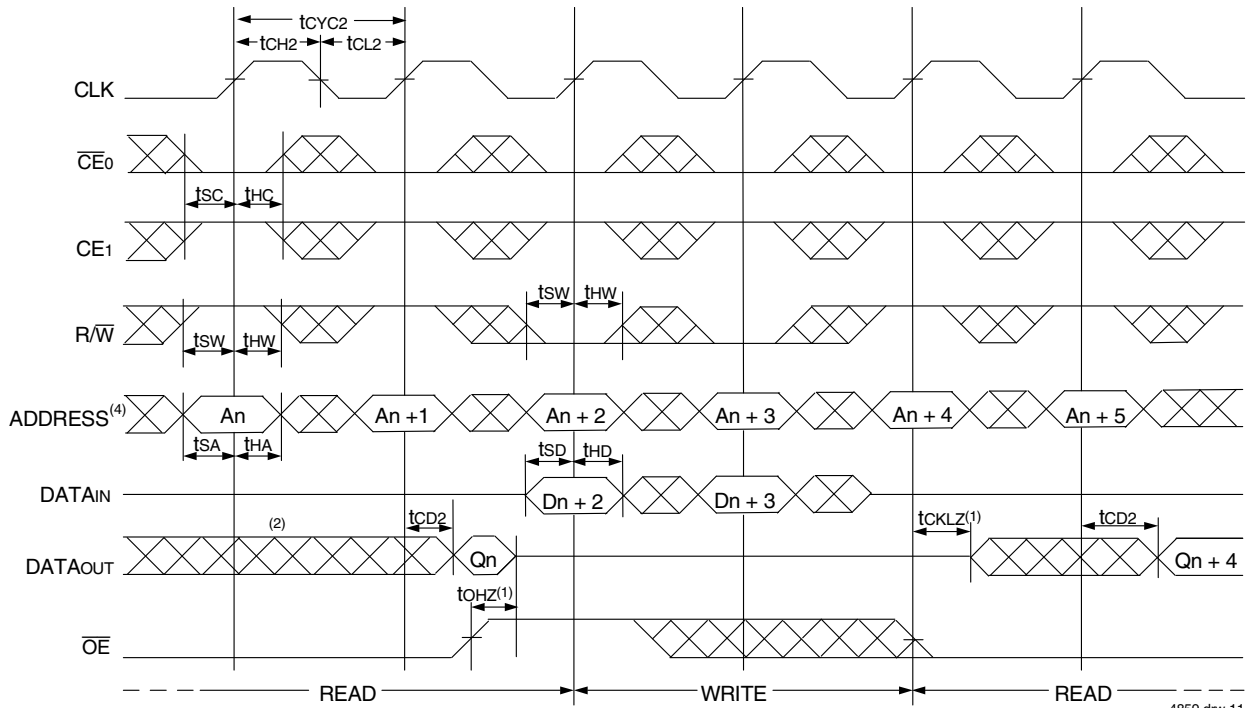 tCYC2
tCH2 tCL2
CLK
CE0
tSC tHC
CE1
tSW tHW
R/W
tSW tHW
ADDRESS(4) An An +1 An + 2 An + 3 An + 4 An + 5
tSA tHA tSD tHD
DATAIN Dn + 2 Dn + 3
(2) tCD2 tCKLZ(1) tCD2
DATAOUT Qn Qn + 4
tOHZ(1)
OE
READ WRITE READ